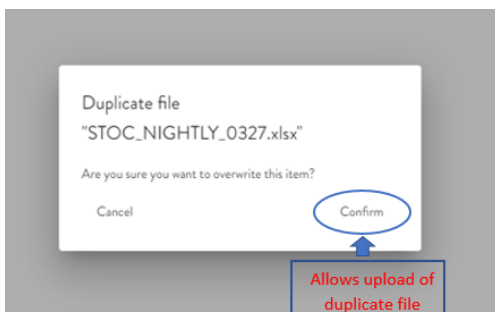 Duplicate file
"STOC_NIGHTLY_0327.xlsx"
Are you sure you want to overwrite this item?
Cancel Confirm
Allows upload of
duplicate file